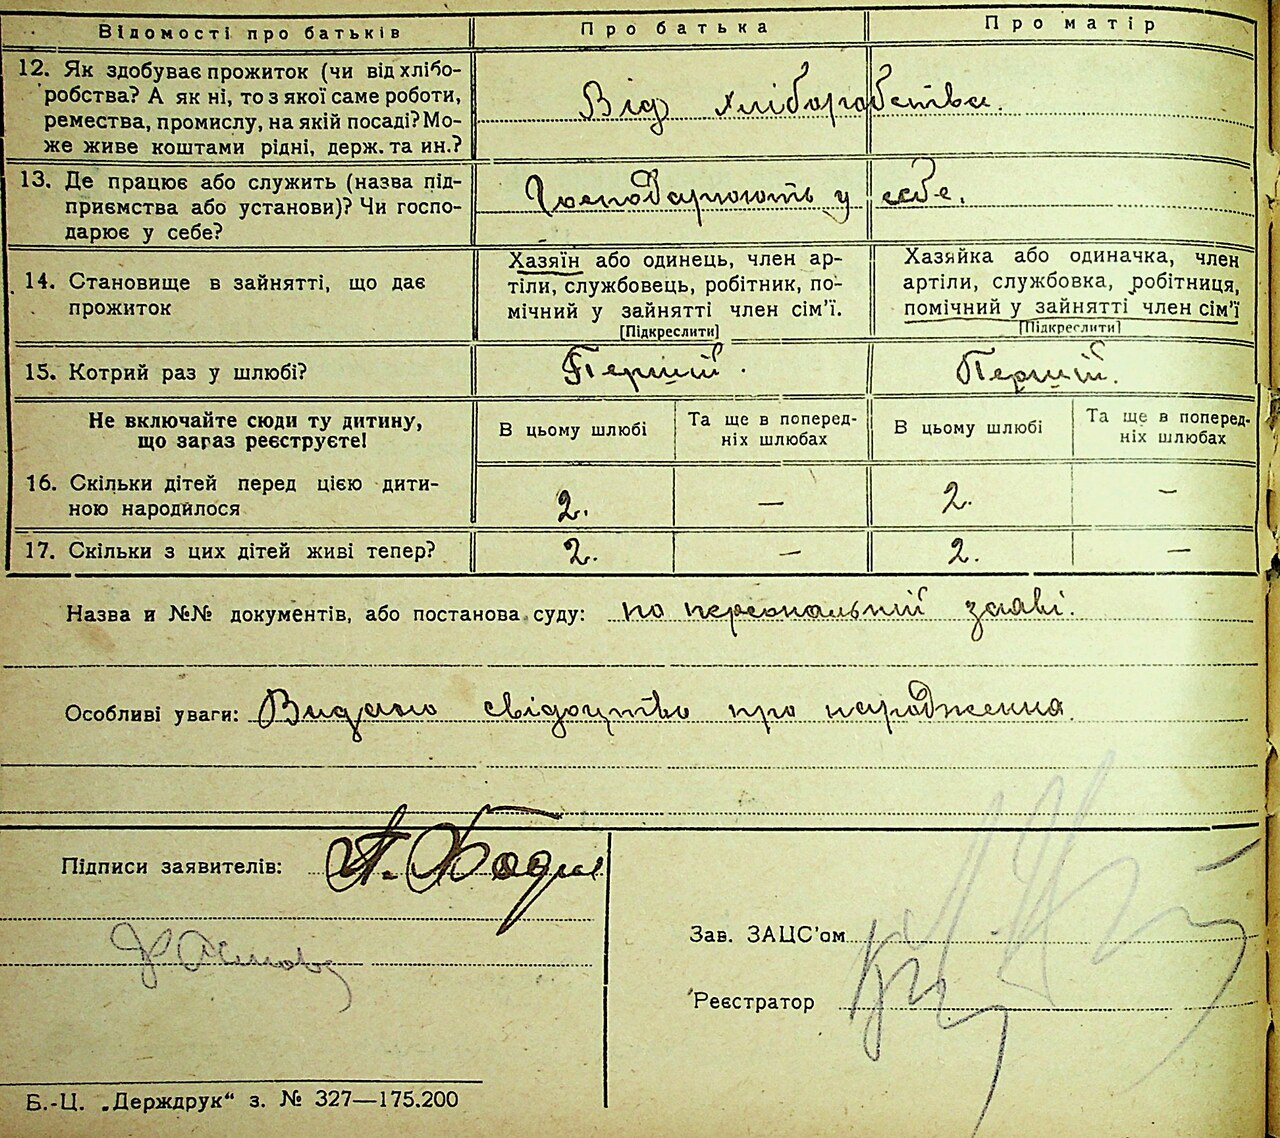 Відомості про батьків
Про батька
Про матір
12. Як здобуває прожиток (чи від хлібо-
робства? А як ні, то з якої саме роботи,
ремества, промислу, на якій посаді? Мо-
же живе коштами рідні, держ. та ин.?
Від хліборобства.
13. Де працює або служить (назва під-
приємства або установи)? Чи госпо-
дарює у себе?
Господарюють у себе.
14. Становище в зайнятті, що дає
прожиток
Хазяїн або одинець, член ар-
тіли, службовець, робітник, по-
мічний у зайнятті член сім'ї.
[Підкреслити]
Хазяйка або одиначка, член
артіли, службовка, робітниця,
помічний у зайнятті член сім'ї
[Підкреслити]
15. Котрий раз у шлюбі?
Перший.
Перший.
Не включайте сюди ту дитину,
що зараз реєструєте!
В цьому шлюбі
Та ще в поперед-
ніх шлюбах
В цьому шлюбі
Та ще в поперед-
ніх шлюбах
16. Скільки дітей перед цією дити-
ною народилося
2.
—
2.
—
17. Скільки з цих дітей живі тепер?
2.
—
2.
—
Назва и №№ документів, або постанова суду: по персональній заяві.
Особливі уваги: Видано свідоцтво про народження
Підписи заявителів:
Зав. ЗАЦС'ом
Реєстратор
Б.-Ц. „Держдрук“ з. № 327—175.200